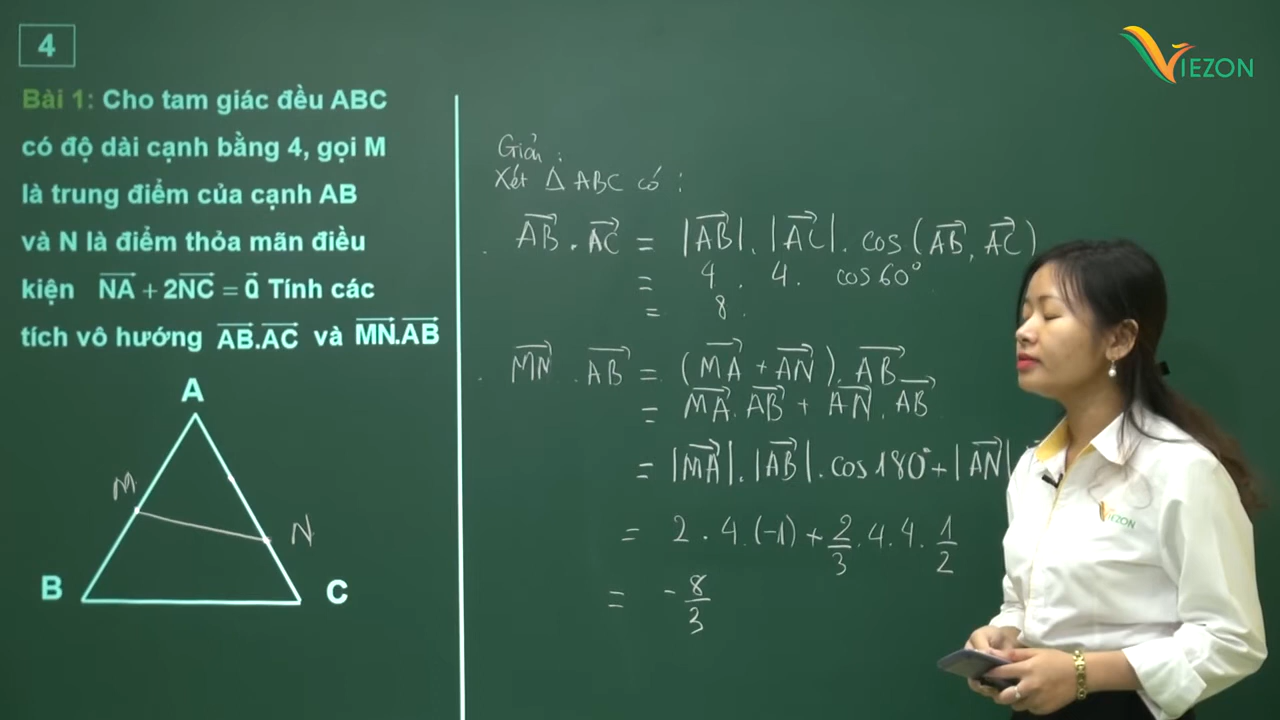 4
VIEZON
Bài 1: Cho tam giác đều ABC
có độ dài cạnh bằng 4, gọi M
là trung điểm của cạnh AB
và N là điểm thỏa mãn điều
kiện NA + 2NC = 0 Tính các
tích vô hướng AB.AC và MN.AB
A
M
N
B
C
Giải:
Xét Δ ABC có :
AB . AC = |AB| . |AC| . cos (AB, AC)
= 4 . 4 . cos 60°
= 8 .
MN . AB = (MA + AN) . AB
= MA . AB + AN . AB
= |MA| . |AB| . cos 180° + |AN|
= 2 . 4 . (-1) + 2/3 . 4 . 4 . 1/2
= -8/3
VIEZON